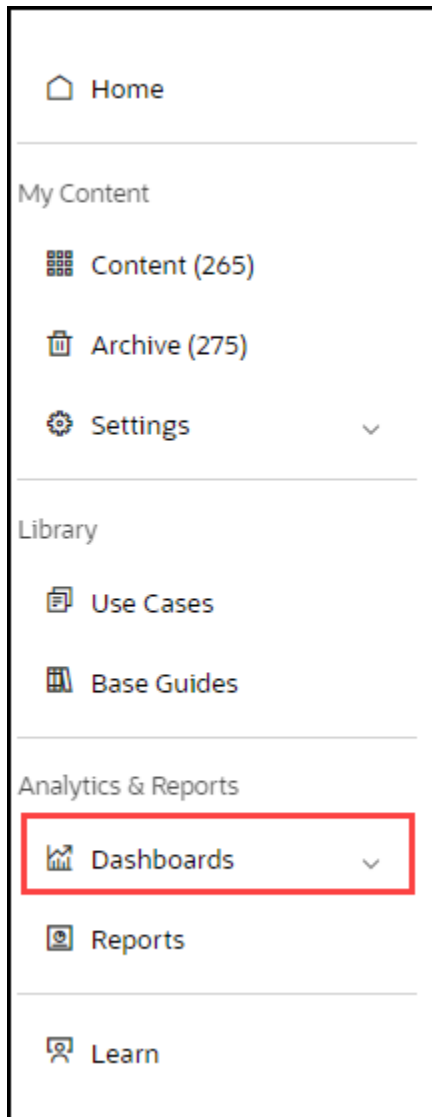 Home
My Content
Content (265)
Archive (275)
Settings
Library
Use Cases
Base Guides
Analytics & Reports
Dashboards
Reports
Learn